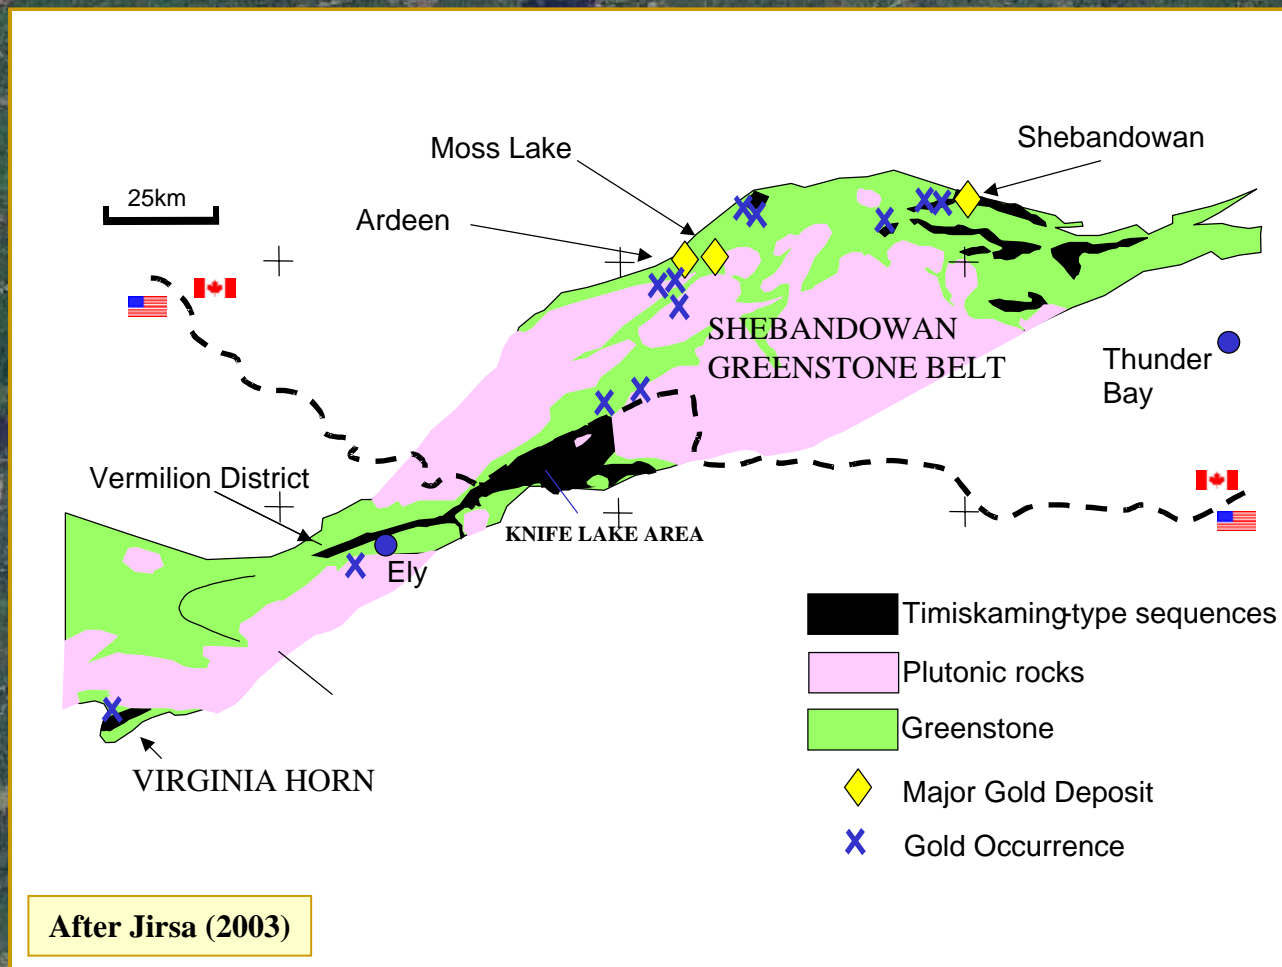 Moss Lake
Shebandowan
25km
Ardeen
SHEBANDOWAN
GREENSTONE BELT
Thunder
Bay
Vermilion District
KNIFE LAKE AREA
Ely
Timiskaming-type sequences
Plutonic rocks
Greenstone
VIRGINIA HORN
Major Gold Deposit
Gold Occurrence
After Jirsa (2003)